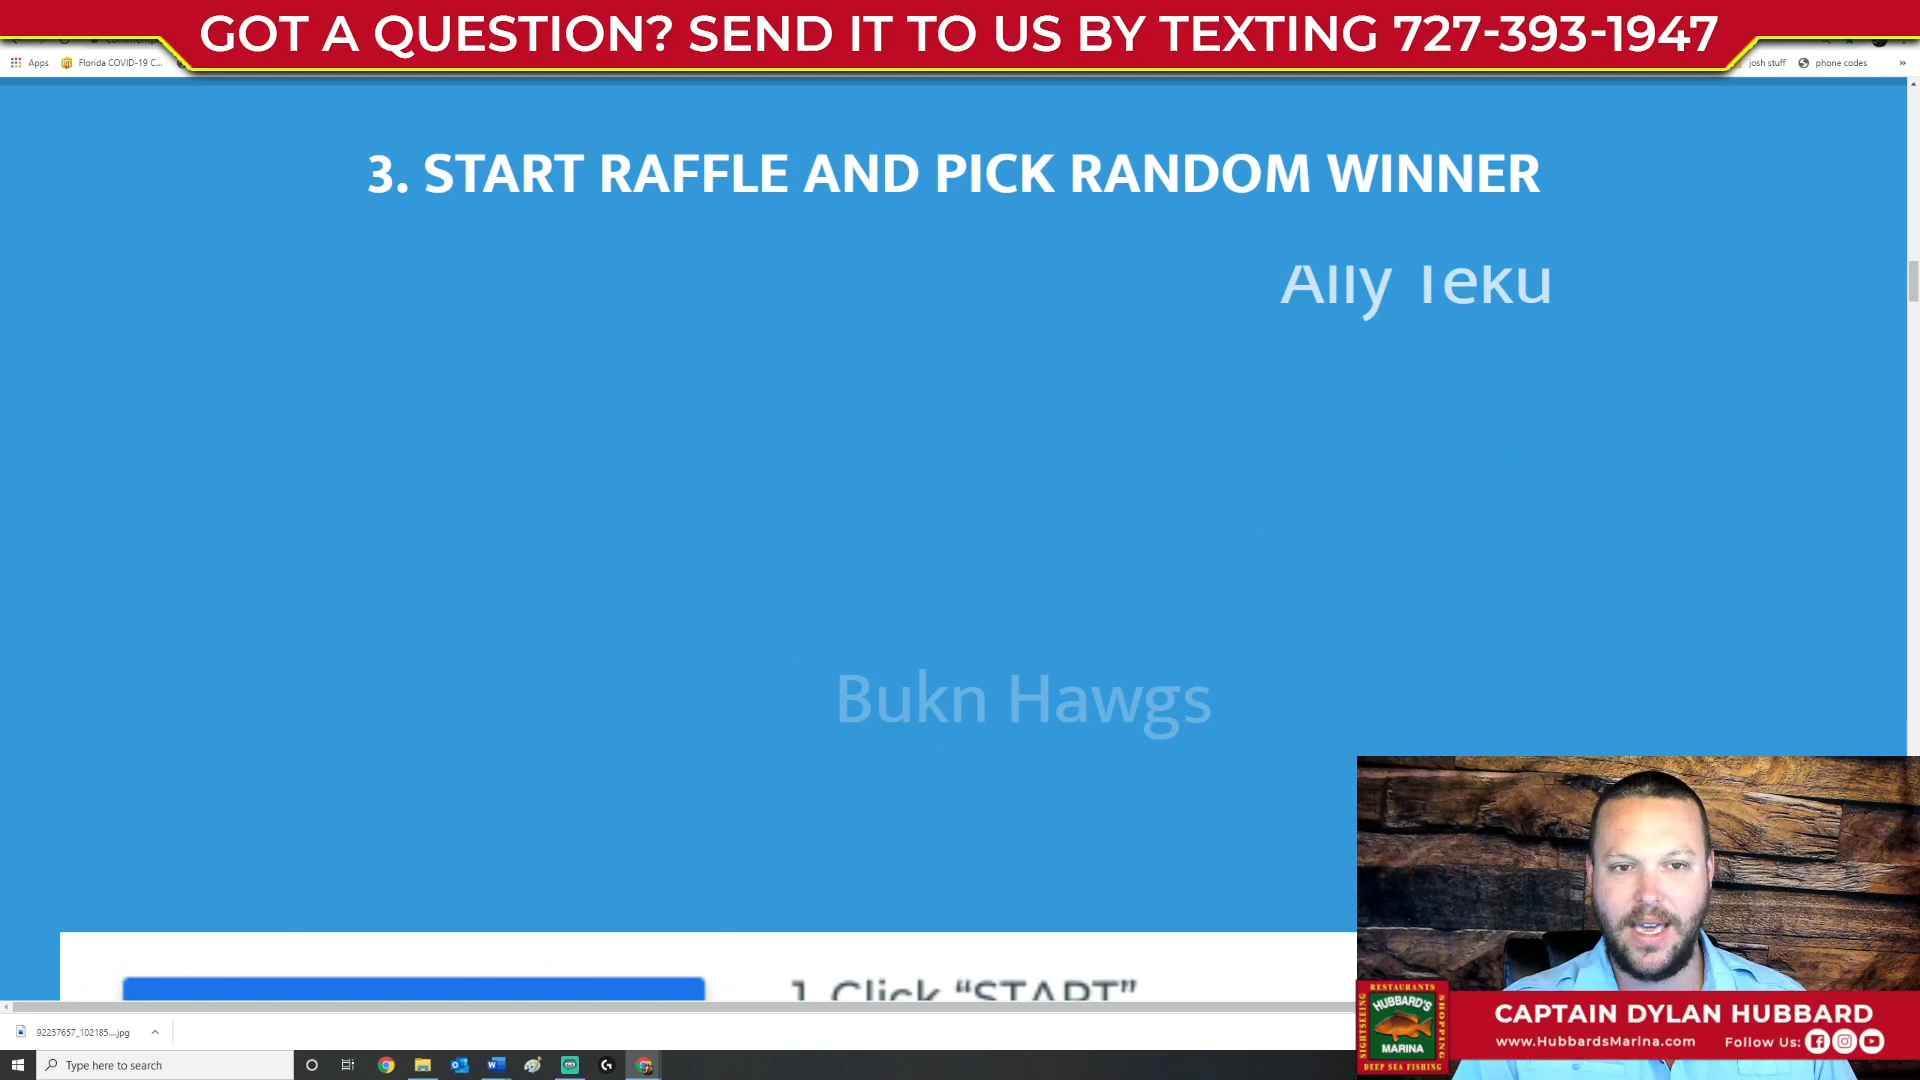 GOT A QUESTION? SEND IT TO US BY TEXTING 727-393-1947
Apps
Florida COVID-19 C...
josh stuff
phone codes
»
3. START RAFFLE AND PICK RANDOM WINNER
Ally Teku
Bukn Hawgs
1. Click “START”
92257657_102185....jpg
Type here to search
RESTAURANTS
SIGHTSEEING
HUBBARD'S
MARINA
SHOPPING
DEEP SEA FISHING
CAPTAIN DYLAN HUBBARD
www.HubbardsMarina.com
Follow Us: